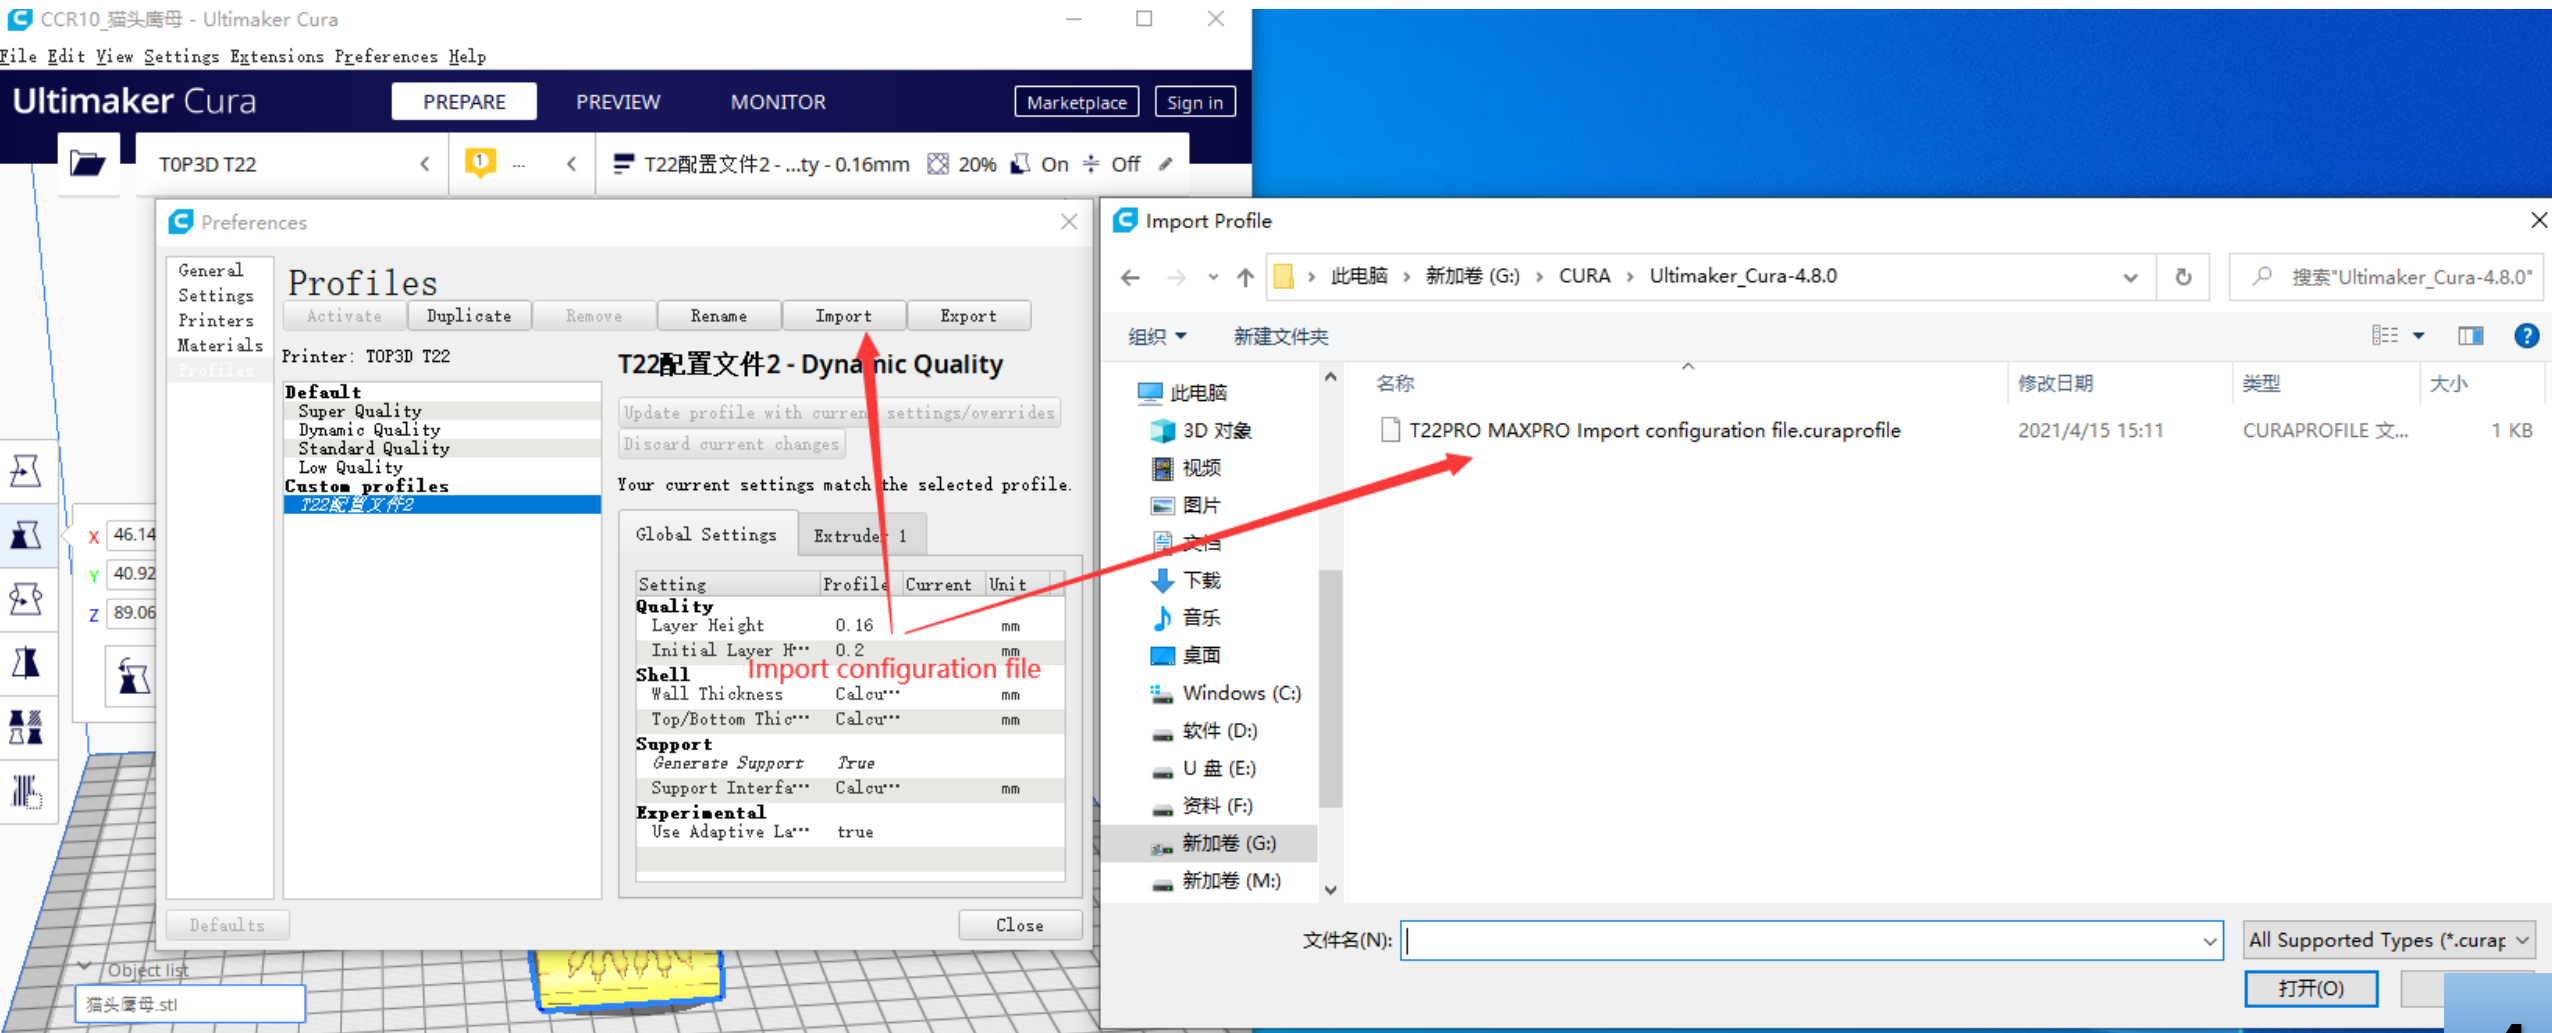 CCR10_猫头鹰母 - Ultimaker Cura
File Edit View Settings Extensions Preferences Help
Ultimaker Cura
PREPARE
PREVIEW
MONITOR
Marketplace
Sign in
TOP3D T22
1
...
T22配置文件2 - ...ty - 0.16mm
20%
On
Off
Preferences
General
Settings
Printers
Materials
Profiles
Profiles
Activate
Duplicate
Remove
Rename
Import
Export
Printer: TOP3D T22
Default
Super Quality
Dynamic Quality
Standard Quality
Low Quality
Custom profiles
T22配置文件2
T22配置文件2 - Dynamic Quality
Update profile with current settings/overrides
Discard current changes
Your current settings match the selected profile.
Global Settings
Extruder 1
Setting Profile Current Unit
Quality
Layer Height 0.16 mm
Initial Layer H... 0.2 mm
Import configuration file
Shell
Wall Thickness Calcu... mm
Top/Bottom Thic... Calcu... mm
Support
Generate Support True
Support Interfa... Calcu... mm
Experimental
Use Adaptive La... true
Defaults
Close
X 46.14
Y 40.92
Z 89.06
Object list
猫头鹰母.stl
Import Profile
此电脑 › 新加卷 (G:) › CURA › Ultimaker_Cura-4.8.0
搜索"Ultimaker_Cura-4.8.0"
组织
新建文件夹
?
名称 修改日期 类型 大小
T22PRO MAXPRO Import configuration file.curaprofile 2021/4/15 15:11 CURAPROFILE 文... 1 KB
此电脑
3D 对象
视频
图片
文档
下载
音乐
桌面
Windows (C:)
软件 (D:)
U 盘 (E:)
资料 (F:)
新加卷 (G:)
新加卷 (M:)
文件名(N):
All Supported Types (*.curap
打开(O)